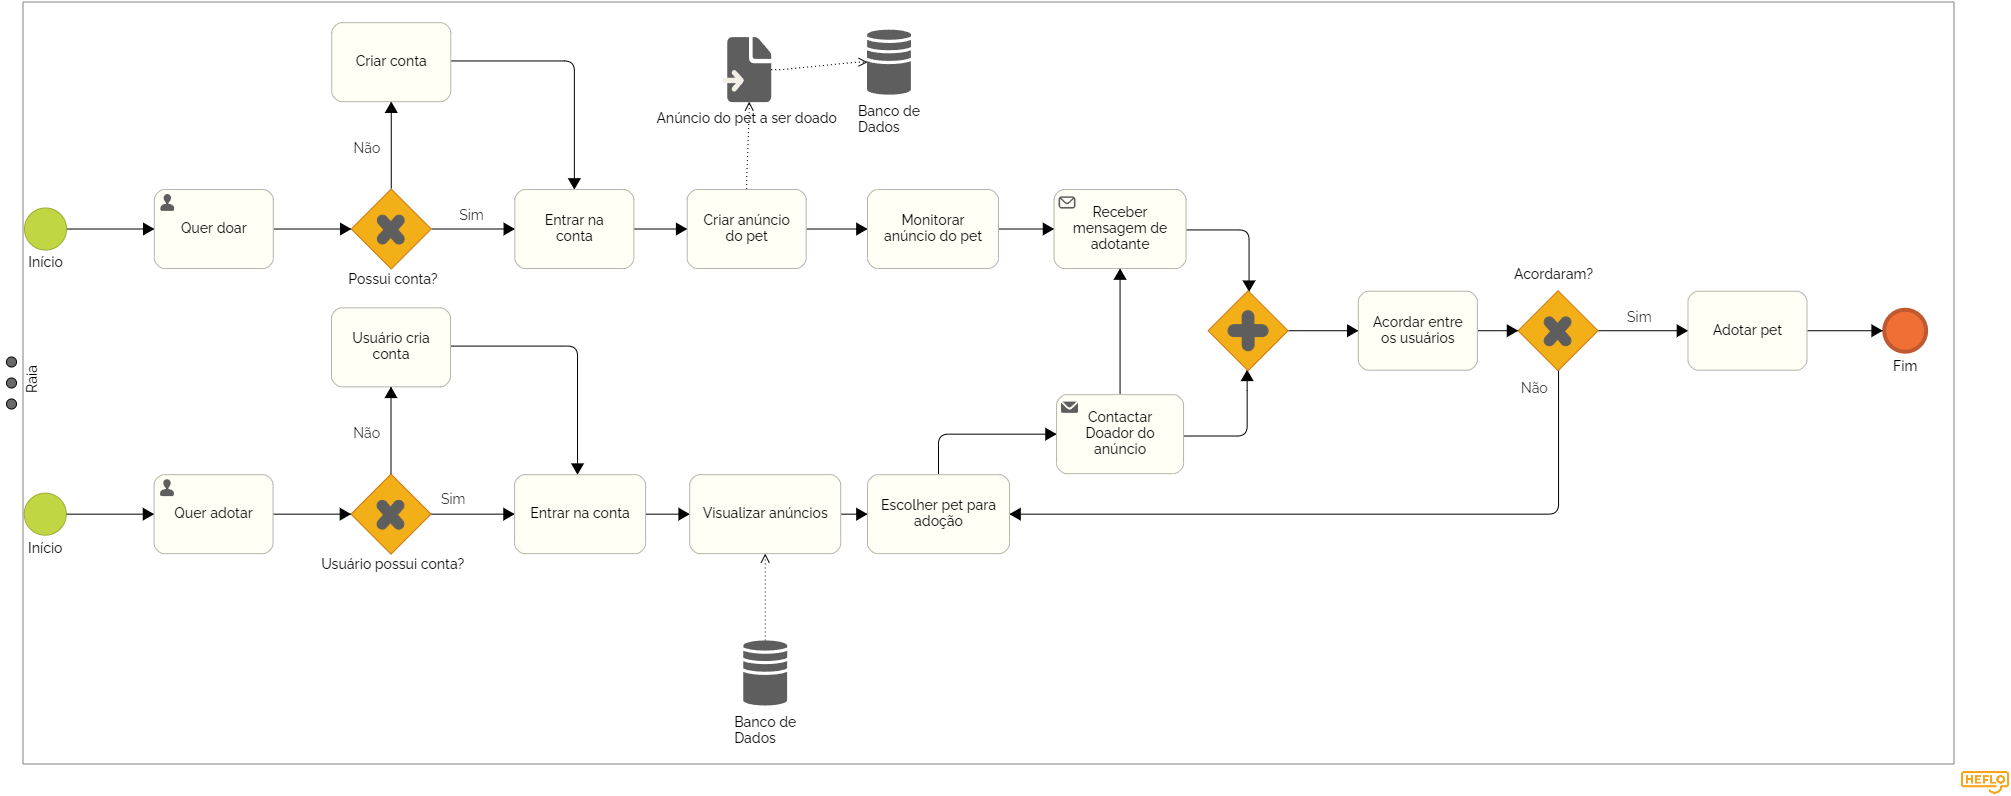 Criar conta
Anúncio do pet a ser doado
Banco de
Dados
Não
Início
Quer doar
Possui conta?
Sim
Entrar na
conta
Criar anúncio
do pet
Monitorar
anúncio do pet
Receber
mensagem de
adotante
Acordar entre
os usuários
Acordaram?
Sim
Não
Adotar pet
Fim
Raia
Usuário cria
conta
Não
Início
Quer adotar
Usuário possui conta?
Sim
Entrar na conta
Visualizar anúncios
Escolher pet para
adoção
Contactar
Doador do
anúncio
Banco de
Dados
HEFLO